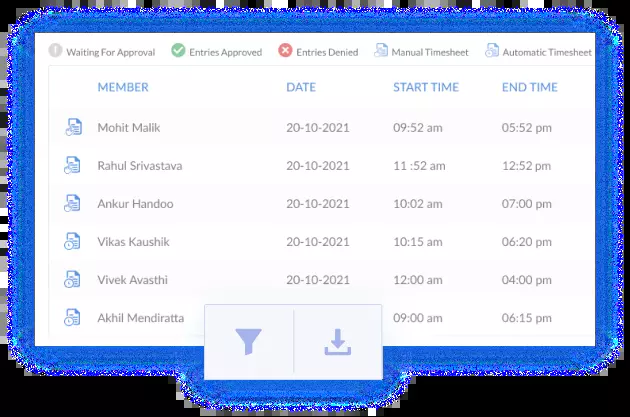 Waiting For Approval Entries Approved Entries Denied Manual Timesheet Automatic Timesheet
MEMBER DATE START TIME END TIME
Mohit Malik 20-10-2021 09:52 am 05:52 pm
Rahul Srivastava 20-10-2021 11 :52 am 12:52 pm
Ankur Handoo 20-10-2021 10:02 am 07:00 pm
Vikas Kaushik 20-10-2021 10:15 am 06:20 pm
Vivek Avasthi 20-10-2021 12:00 am 04:00 pm
Akhil Mendiratta 09:00 am 06:15 pm